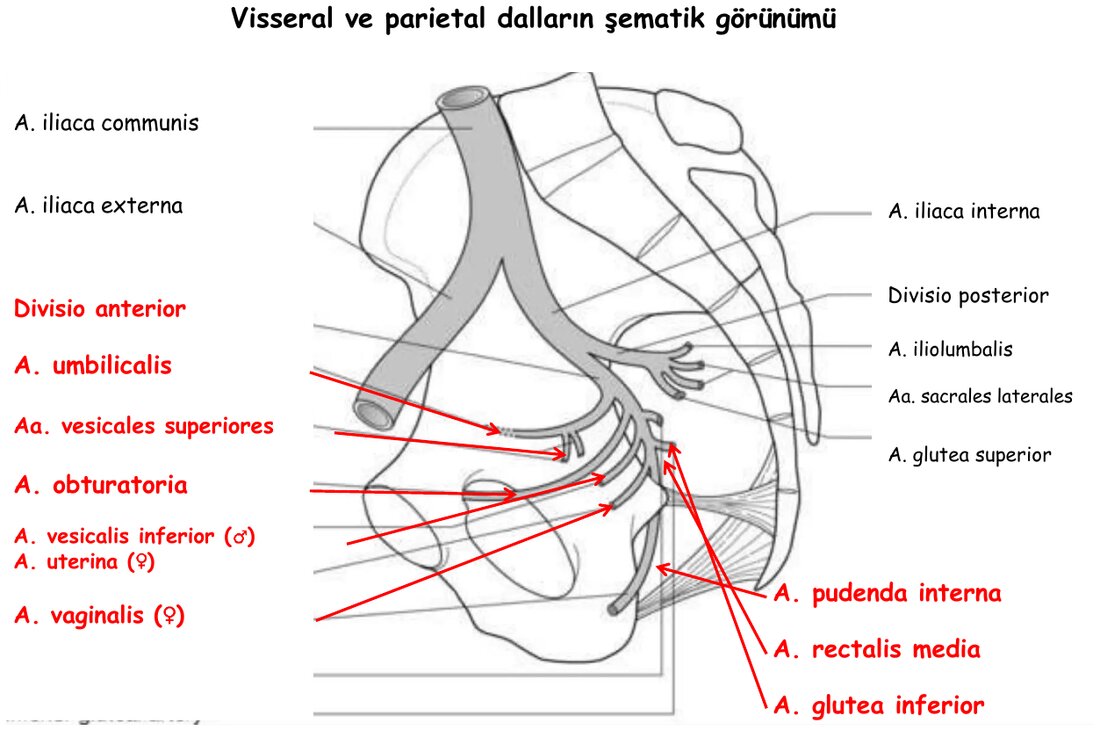 Visseral ve parietal dalların şematik görünümü
A. iliaca communis
A. iliaca externa
Divisio anterior
A. umbilicalis
Aa. vesicales superiores
A. obturatoria
A. vesicalis inferior (♂)
A. uterina (♀)
A. vaginalis (♀)
A. iliaca interna
Divisio posterior
A. iliolumbalis
Aa. sacrales laterales
A. glutea superior
A. pudenda interna
A. rectalis media
A. glutea inferior